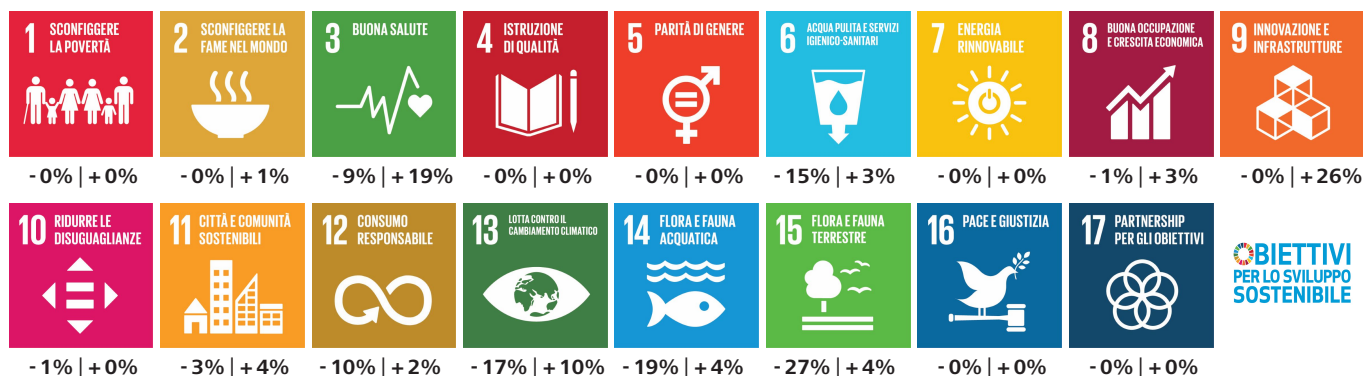 1 SCONFIGGERE
LA POVERTÀ
2 SCONFIGGERE LA
FAME NEL MONDO
3 BUONA SALUTE
4 ISTRUZIONE
DI QUALITÀ
5 PARITÀ DI GENERE
6 ACQUA PULITA E SERVIZI
IGIENICO-SANITARI
7 ENERGIA
RINNOVABILE
8 BUONA OCCUPAZIONE
E CRESCITA ECONOMICA
9 INNOVAZIONE E
INFRASTRUTTURE
-0% | +0%
-0% | +1%
-9% | +19%
-0% | +0%
-0% | +0%
-15% | +3%
-0% | +0%
-1% | +3%
-0% | +26%
10 RIDURRE LE
DISUGUAGLIANZE
11 CITTÀ E COMUNITÀ
SOSTENIBILI
12 CONSUMO
RESPONSABILE
13 LOTTA CONTRO IL
CAMBIAMENTO CLIMATICO
14 FLORA E FAUNA
ACQUATICA
15 FLORA E FAUNA
TERRESTRE
16 PACE E GIUSTIZIA
17 PARTNERSHIP
PER GLI OBIETTIVI
OBIETTIVI
PER LO SVILUPPO
SOSTENIBILE
-1% | +0%
-3% | +4%
-10% | +2%
-17% | +10%
-19% | +4%
-27% | +4%
-0% | +0%
-0% | +0%